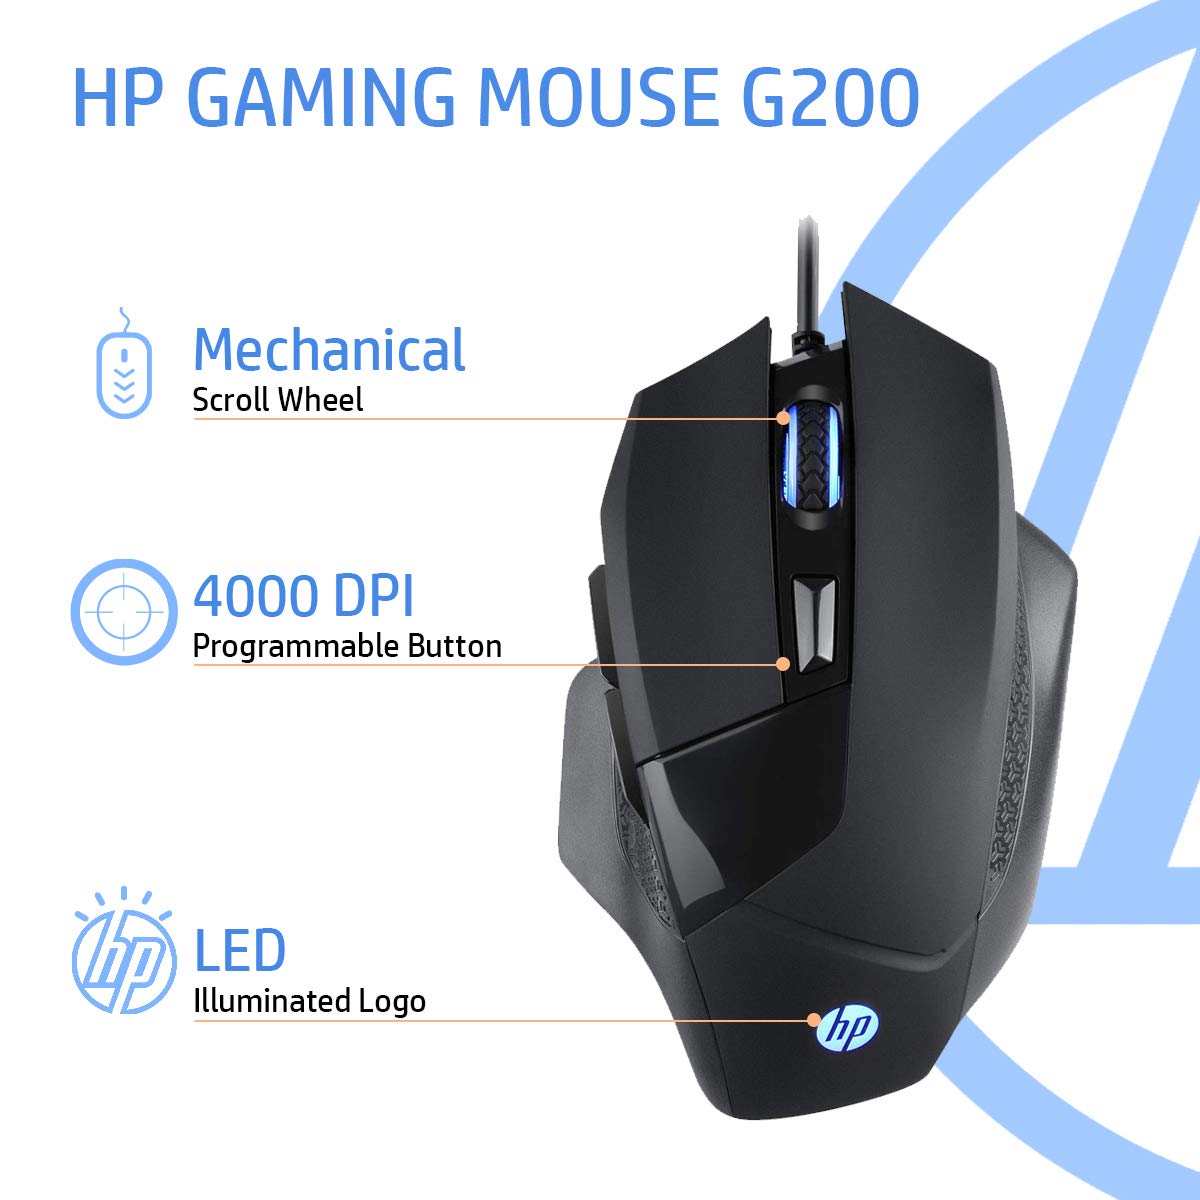 HP GAMING MOUSE G200
Mechanical
Scroll Wheel
4000 DPI
Programmable Button
hp
LED
Illuminated Logo
hp